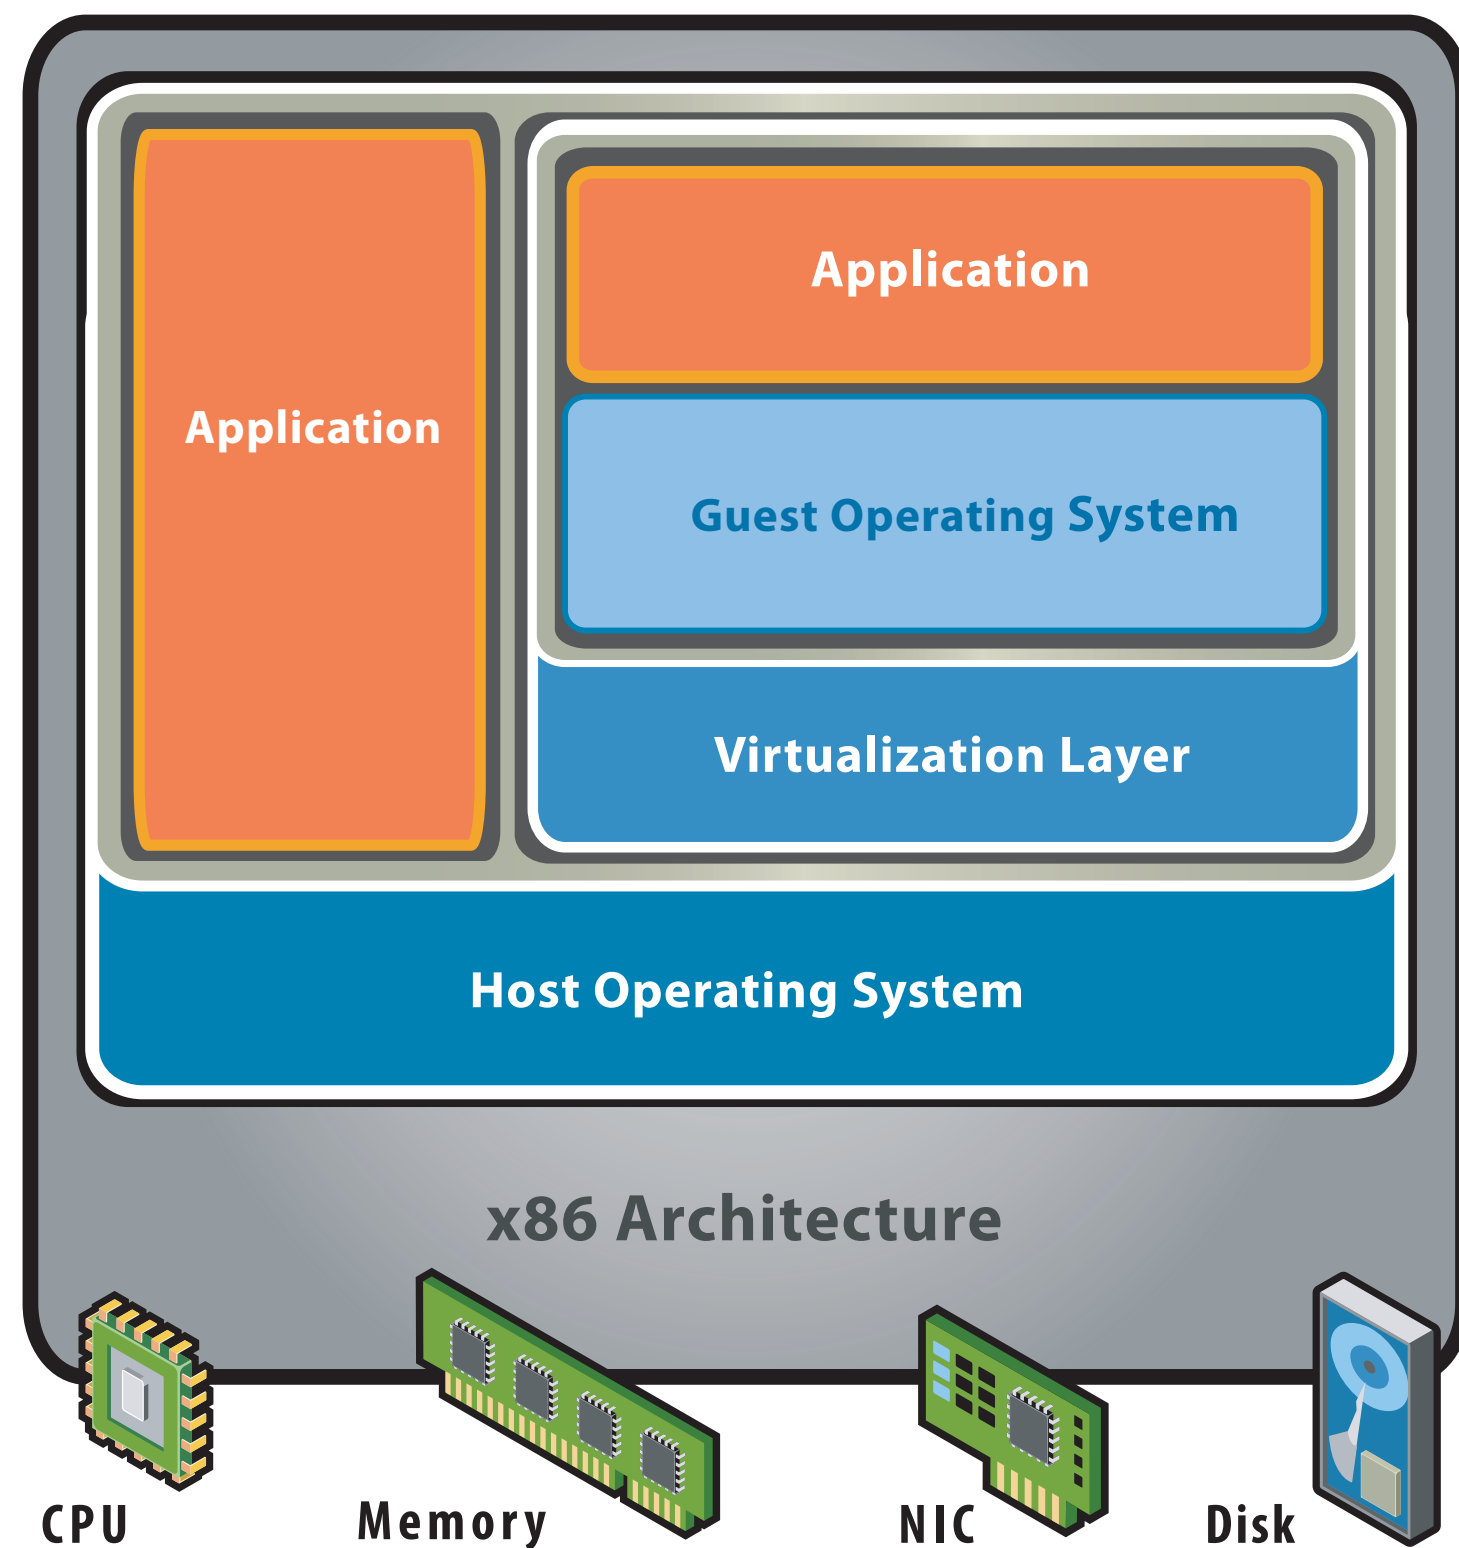 Application
Application
Guest Operating System
Virtualization Layer
Host Operating System
x86 Architecture
CPU
Memory
NIC
Disk